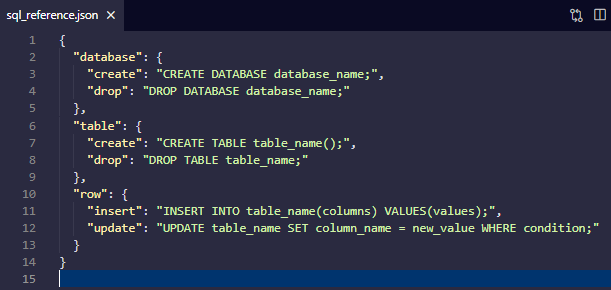 sql_reference.json ×
1 {
2   "database": {
3     "create": "CREATE DATABASE database_name;",
4     "drop": "DROP DATABASE database_name;"
5   },
6   "table": {
7     "create": "CREATE TABLE table_name();",
8     "drop": "DROP TABLE table_name;"
9   },
10   "row": {
11     "insert": "INSERT INTO table_name(columns) VALUES(values);",
12     "update": "UPDATE table_name SET column_name = new_value WHERE condition;"
13   }
14 }
15